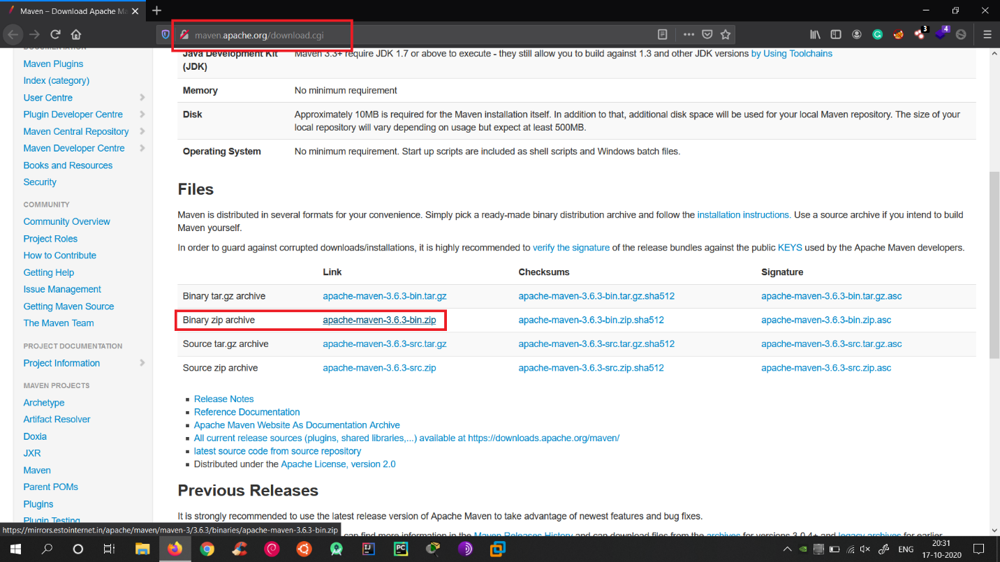 Maven – Download Apache Ma
maven.apache.org/download.cgi
3
4
DOCUMENTATION
Maven Plugins
Index (category)
User Centre
Plugin Developer Centre
Maven Central Repository
Maven Developer Centre
Books and Resources
Security
COMMUNITY
Community Overview
Project Roles
How to Contribute
Getting Help
Issue Management
Getting Maven Source
The Maven Team
PROJECT DOCUMENTATION
Project Information
MAVEN PROJECTS
Archetype
Artifact Resolver
Doxia
JXR
Maven
Parent POMs
Plugins
Plugin Testing
Java Development Kit Maven 3.3+ require JDK 1.7 or above to execute - they still allow you to build against 1.3 and other JDK versions by Using Toolchains
(JDK)
Memory No minimum requirement
Disk Approximately 10MB is required for the Maven installation itself. In addition to that, additional disk space will be used for your local Maven repository. The size of your
local repository will vary depending on usage but expect at least 500MB.
Operating System No minimum requirement. Start up scripts are included as shell scripts and Windows batch files.
Files
Maven is distributed in several formats for your convenience. Simply pick a ready-made binary distribution archive and follow the installation instructions. Use a source archive if you intend to build
Maven yourself.
In order to guard against corrupted downloads/installations, it is highly recommended to verify the signature of the release bundles against the public KEYS used by the Apache Maven developers.
Link Checksums Signature
Binary tar.gz archive apache-maven-3.6.3-bin.tar.gz apache-maven-3.6.3-bin.tar.gz.sha512 apache-maven-3.6.3-bin.tar.gz.asc
Binary zip archive apache-maven-3.6.3-bin.zip apache-maven-3.6.3-bin.zip.sha512 apache-maven-3.6.3-bin.zip.asc
Source tar.gz archive apache-maven-3.6.3-src.tar.gz apache-maven-3.6.3-src.tar.gz.sha512 apache-maven-3.6.3-src.tar.gz.asc
Source zip archive apache-maven-3.6.3-src.zip apache-maven-3.6.3-src.zip.sha512 apache-maven-3.6.3-src.zip.asc
Release Notes
Reference Documentation
Apache Maven Website As Documentation Archive
All current release sources (plugins, shared libraries,...) available at https://downloads.apache.org/maven/
latest source code from source repository
Distributed under the Apache License, version 2.0
Previous Releases
It is strongly recommended to use the latest release version of Apache Maven to take advantage of newest features and bug fixes.
can find more information in the Maven Releases History and can download files from the archives for versions 3.0.4+ and legacy archives for earlier
https://mirrors.estointernet.in/apache/maven/maven-3/3.6.3/binaries/apache-maven-3.6.3-bin.zip
ENG
20:31
17-10-2020